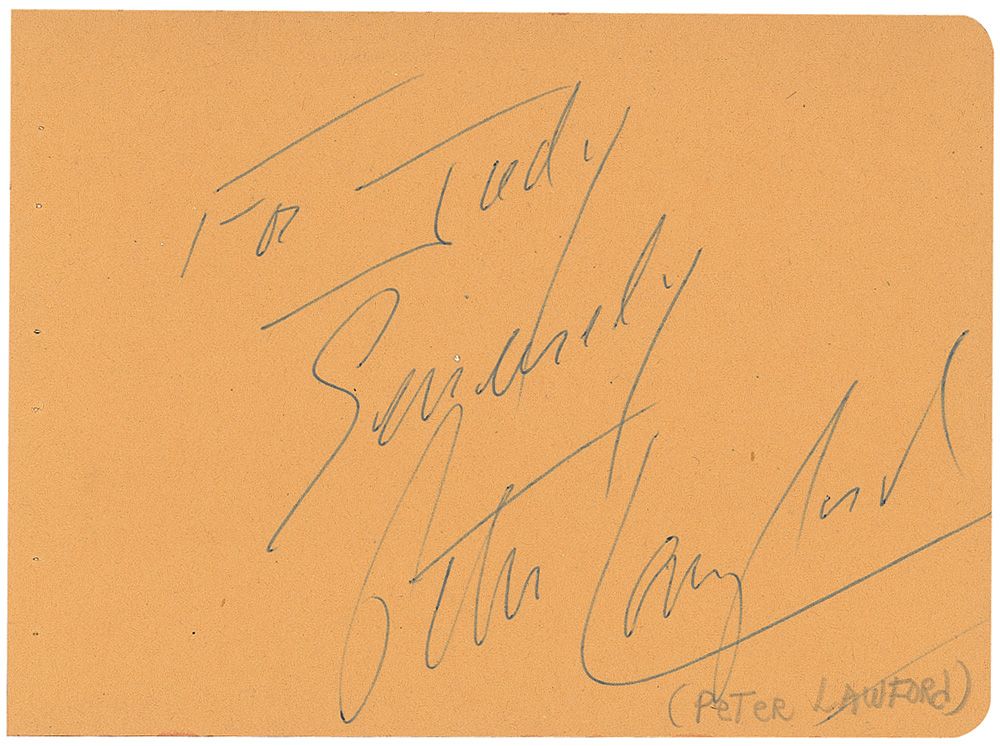 For Judy
Sincerely
Peter Lawford
(PeTeR LAWFORd)